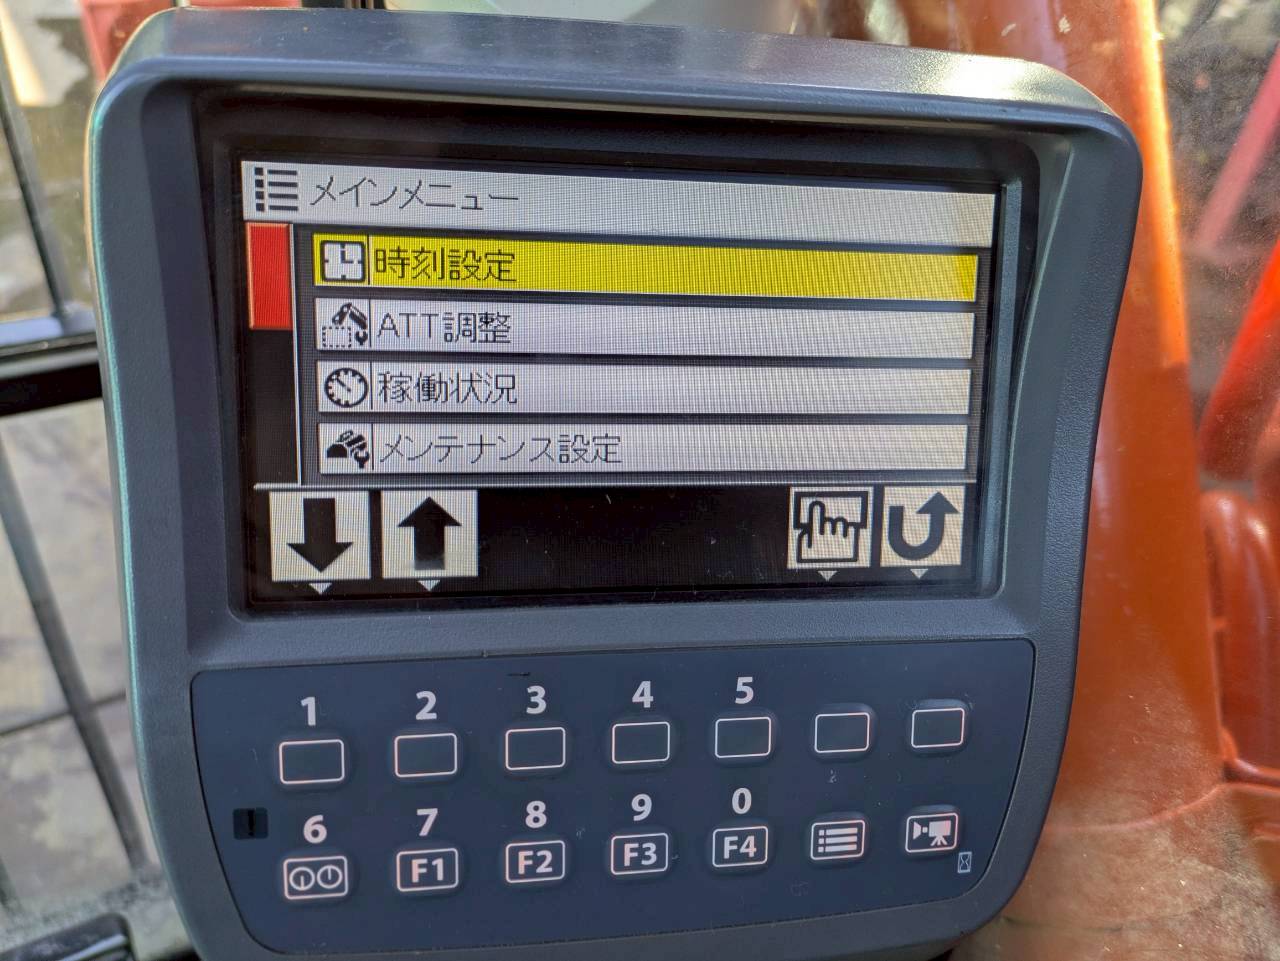 メインメニュー
時刻設定
ATT調整
稼働状況
メンテナンス設定
1 2 3 4 5
6 7 8 9 0
F1 F2 F3 F4